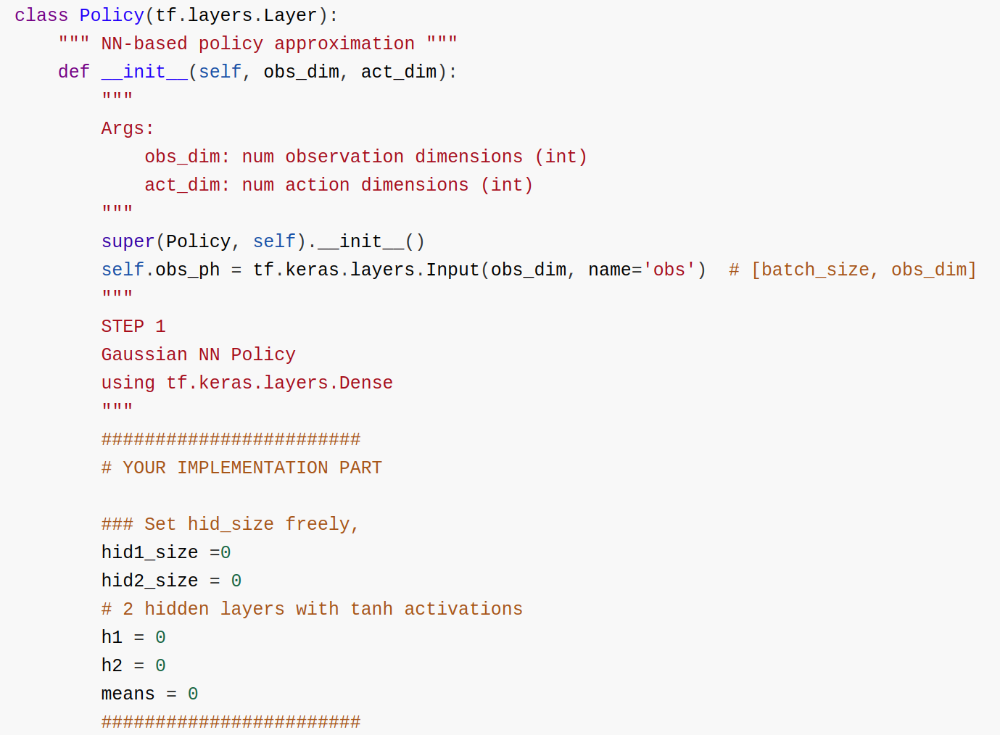 class Policy(tf.layers.Layer):
    """ NN-based policy approximation """
    def __init__(self, obs_dim, act_dim):
        """
        Args:
            obs_dim: num observation dimensions (int)
            act_dim: num action dimensions (int)
        """
        super(Policy, self).__init__()
        self.obs_ph = tf.keras.layers.Input(obs_dim, name='obs')  # [batch_size, obs_dim]
        """
        STEP 1
        Gaussian NN Policy
        using tf.keras.layers.Dense
        """
        ########################
        # YOUR IMPLEMENTATION PART

        ### Set hid_size freely,
        hid1_size =0
        hid2_size = 0
        # 2 hidden layers with tanh activations
        h1 = 0
        h2 = 0
        means = 0
        ########################